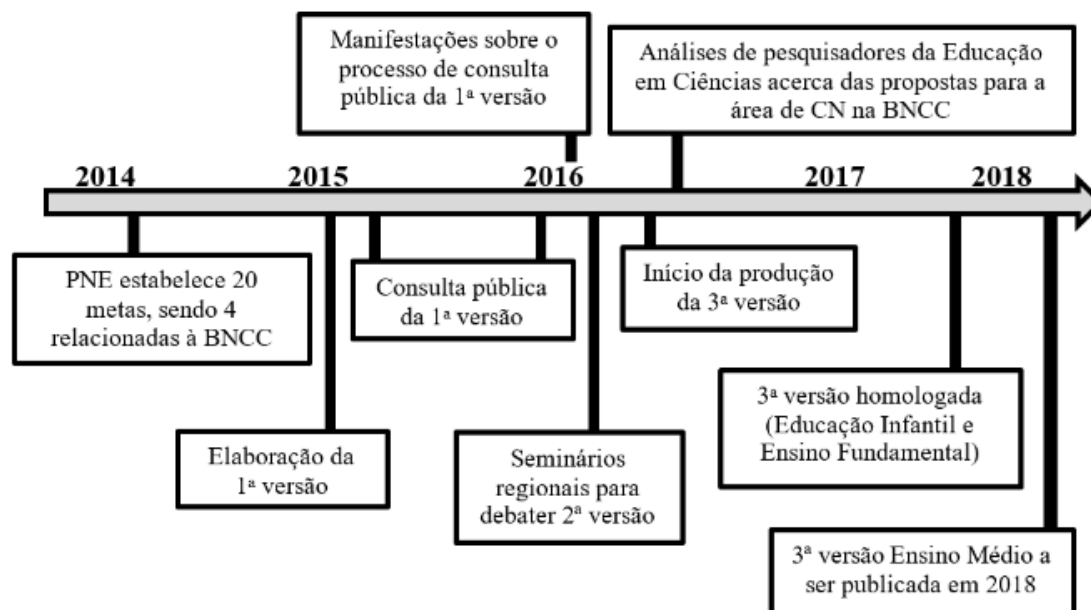 Manifestações sobre o
processo de consulta
pública da 1ª versão
Análises de pesquisadores da Educação
em Ciências acerca das propostas para a
área de CN na BNCC
2014
2015
2016
2017
2018
PNE estabelece 20
metas, sendo 4
relacionadas à BNCC
Consulta pública
da 1ª versão
Início da produção
da 3ª versão
Elaboração da
1ª versão
Seminários
regionais para
debater 2ª versão
3ª versão homologada
(Educação Infantil e
Ensino Fundamental)
3ª versão Ensino Médio a
ser publicada em 2018